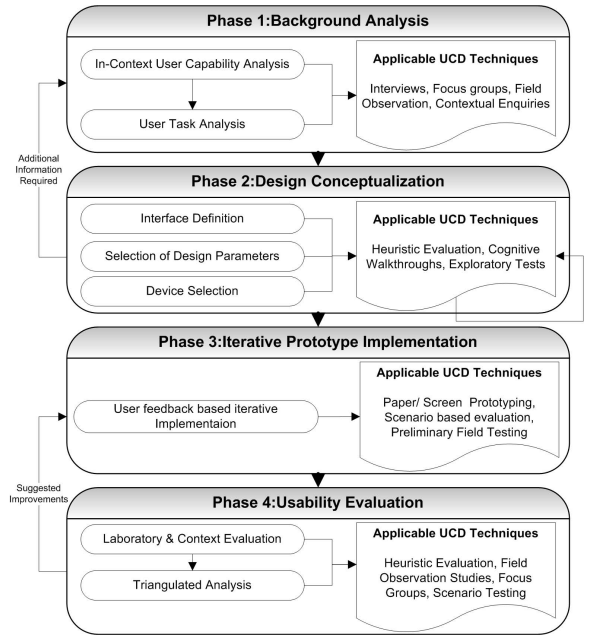 Phase 1:Background Analysis
In-Context User Capability Analysis
User Task Analysis
Applicable UCD Techniques
Interviews, Focus groups, Field
Observation, Contextual Enquiries
Additional
Information
Required
Phase 2:Design Conceptualization
Interface Definition
Selection of Design Parameters
Device Selection
Applicable UCD Techniques
Heuristic Evaluation, Cognitive
Walkthroughs, Exploratory Tests
Phase 3:Iterative Prototype Implementation
User feedback based iterative
Implementaion
Applicable UCD Techniques
Paper/ Screen Prototyping,
Scenario based evaluation,
Preliminary Field Testing
Suggested
Improvements
Phase 4:Usability Evaluation
Laboratory & Context Evaluation
Triangulated Analysis
Applicable UCD Techniques
Heuristic Evaluation, Field
Observation Studies, Focus
Groups, Scenario Testing